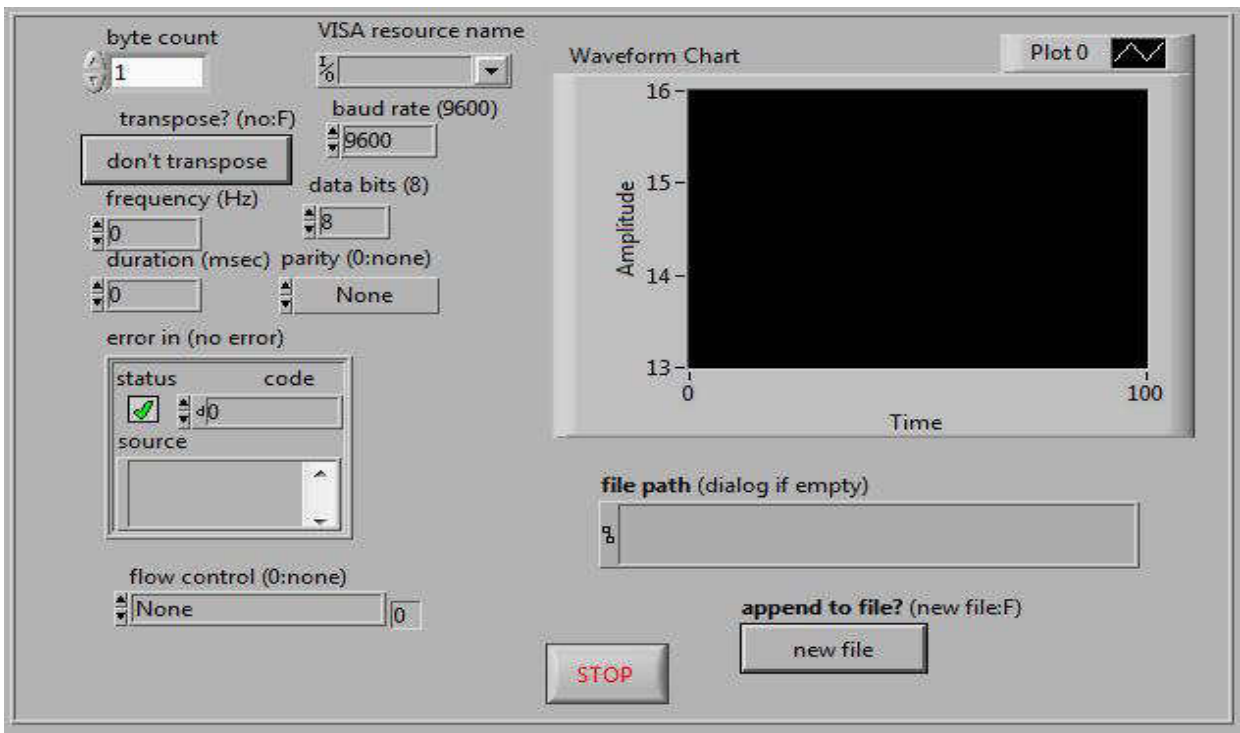 byte count
1
VISA resource name
transpose? (no:F)
don't transpose
baud rate (9600)
9600
frequency (Hz)
0
data bits (8)
8
duration (msec)
0
parity (0:none)
None
error in (no error)
status code
d0
source
flow control (0:none)
None
0
Waveform Chart
Plot 0
Amplitude
16
15
14
13
0
100
Time
file path (dialog if empty)
append to file? (new file:F)
new file
STOP